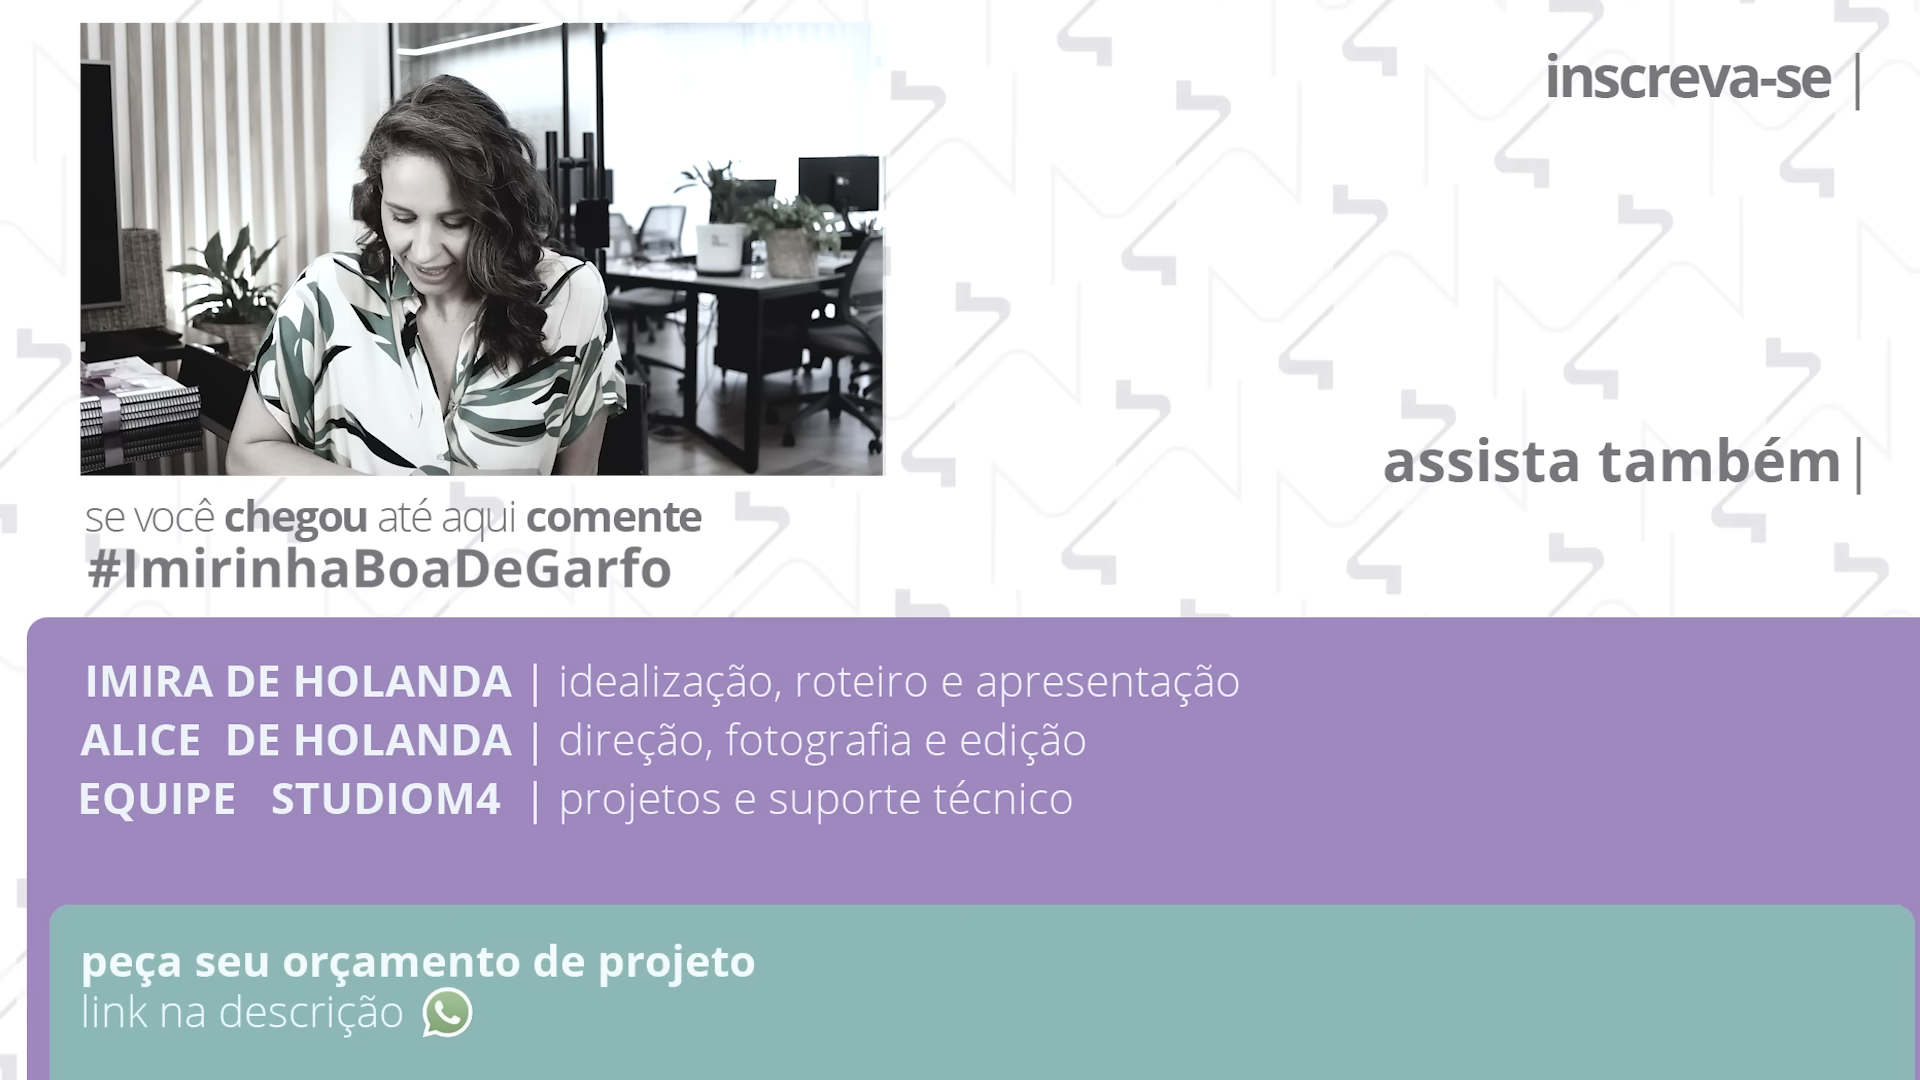 inscreva-se |
assista também|
se você chegou até aqui comente
#ImirinhaBoaDeGarfo
IMIRA DE HOLANDA | idealização, roteiro e apresentação
ALICE DE HOLANDA | direção, fotografia e edição
EQUIPE STUDIOM4 | projetos e suporte técnico
peça seu orçamento de projeto
link na descrição